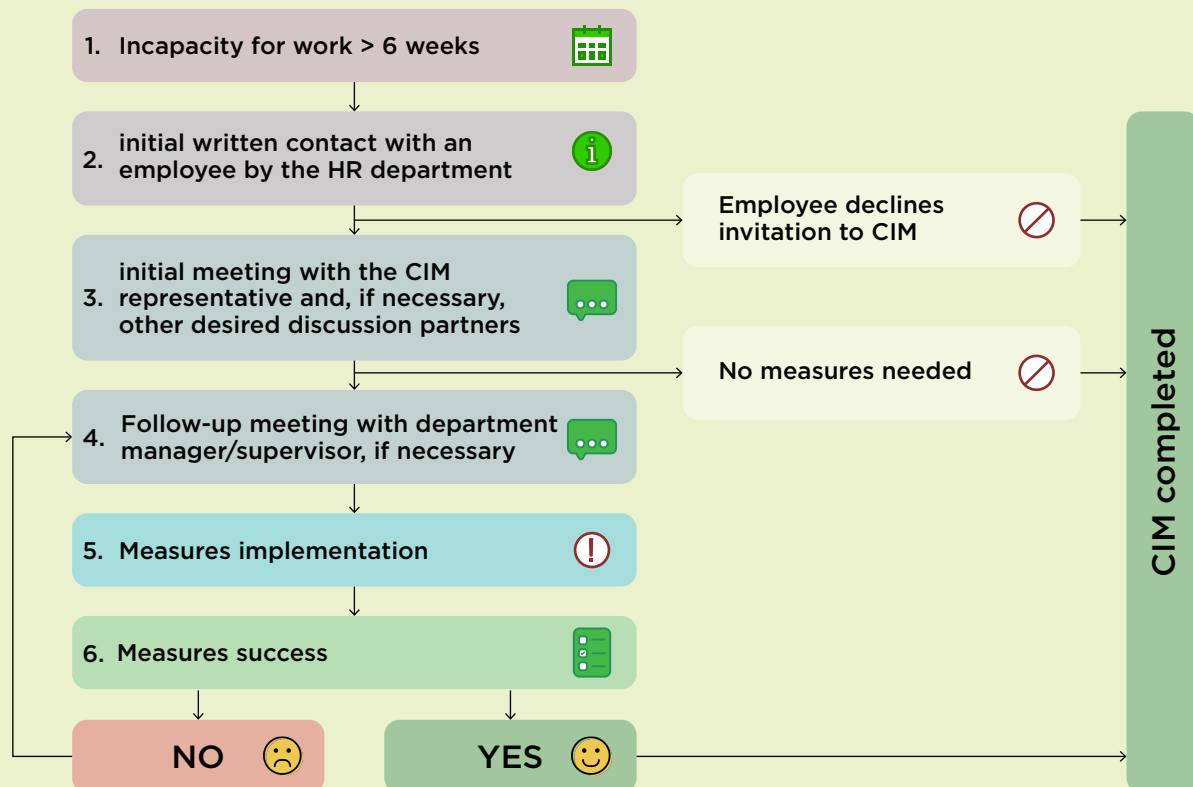 1. Incapacity for work > 6 weeks
2. initial written contact with an
employee by the HR department
Employee declines
invitation to CIM
3. initial meeting with the CIM
representative and, if necessary,
other desired discussion partners
No measures needed
4. Follow-up meeting with department
manager/supervisor, if necessary
5. Measures implementation
6. Measures success
NO
YES
CIM completed